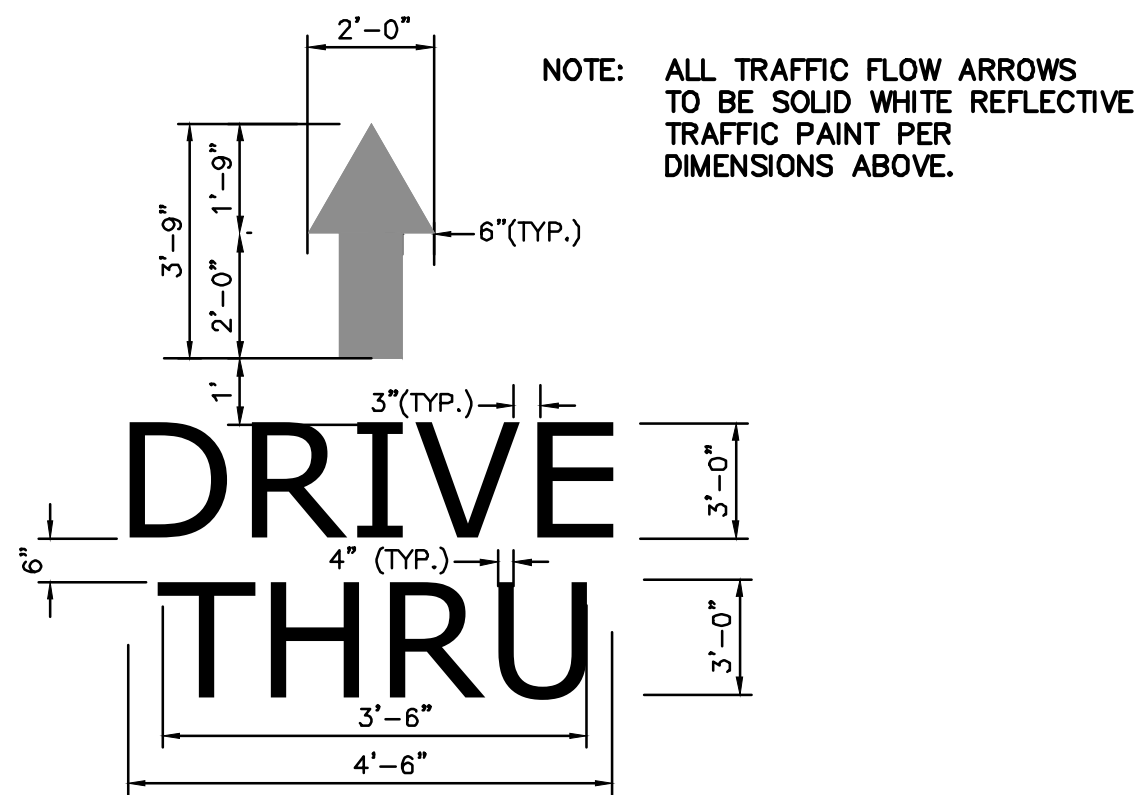 2'-0"
NOTE: ALL TRAFFIC FLOW ARROWS
TO BE SOLID WHITE REFLECTIVE
TRAFFIC PAINT PER
DIMENSIONS ABOVE.
1'-9"
3'-9"
6"(TYP.)
2'-0"
1'
3"(TYP.)
DRIVE
3'-0"
6"
4" (TYP.)
THRU
3'-0"
3'-6"
4'-6"